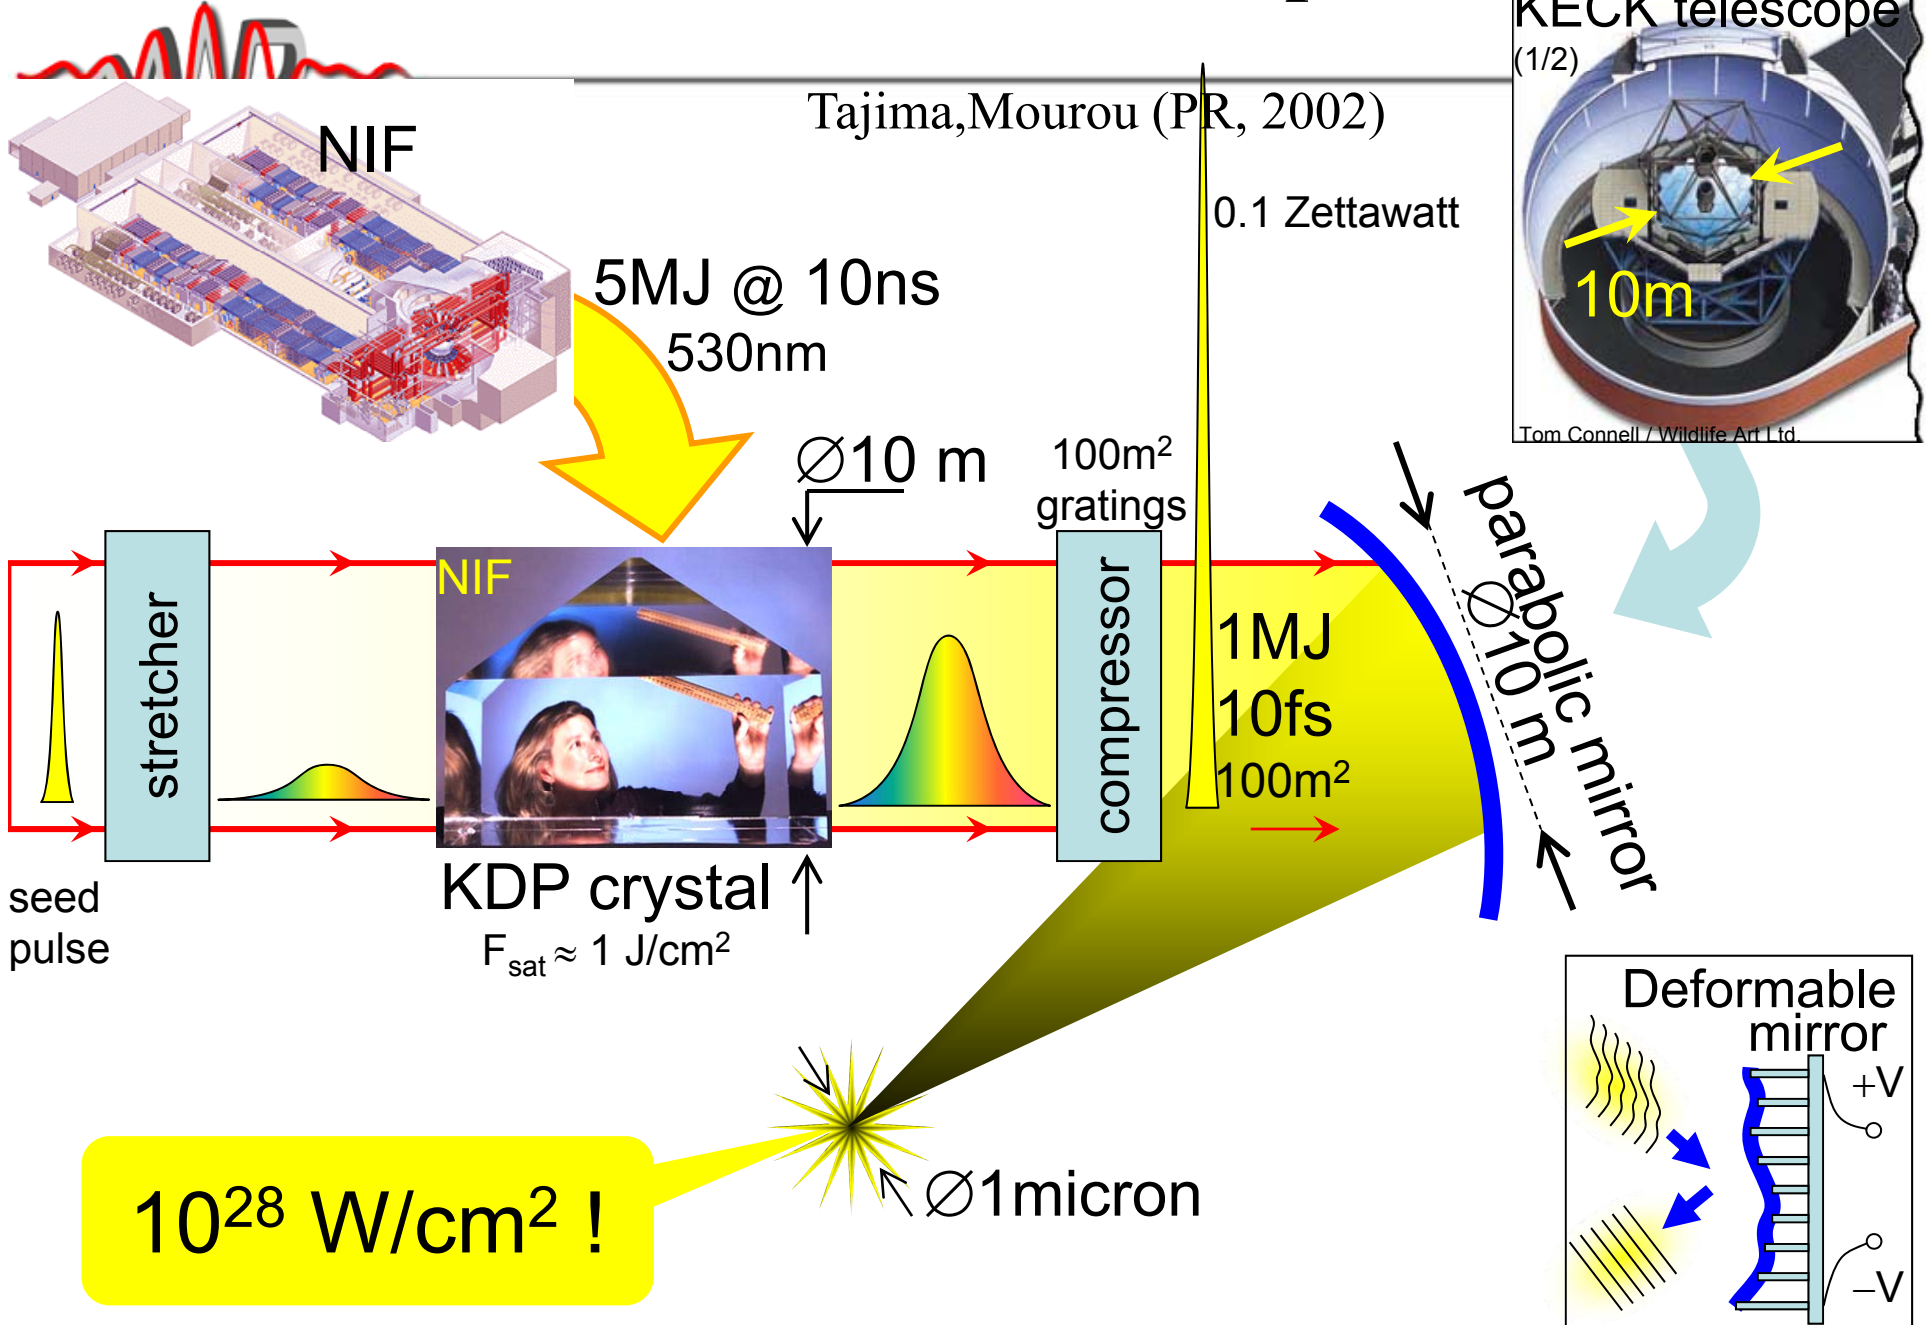 KECK telescope
(1/2)
Tajima,Mourou (PR, 2002)
NIF
0.1 Zettawatt
5MJ @ 10ns
530nm
10m
Tom Connell / Wildlife Art Ltd.
∅10 m
100m²
gratings
parabolic mirror
∅10 m
stretcher
NIF
compressor
1MJ
10fs
100m²
seed
pulse
KDP crystal
F_sat ≈ 1 J/cm²
Deformable
mirror
+V
−V
10²⁸ W/cm² !
∅1micron